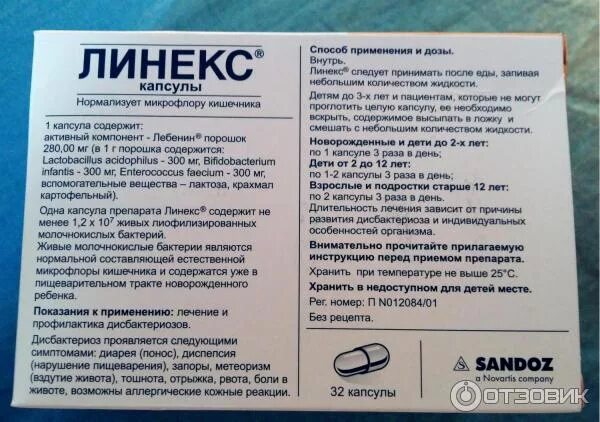 ЛИНЕКС®
капсулы
Нормализует микрофлору кишечника
1 капсула содержит:
активный компонент - Лебенин® порошок
280,00 мг (в 1 г порошка содержится:
Lactobacillus acidophilus - 300 мг, Bifidobacterium
infantis - 300 мг, Enterococcus faecium - 300 мг,
вспомогательные вещества – лактоза, крахмал
картофельный).
Одна капсула препарата Линекс® содержит не
менее 1,2 x 10⁷ живых лиофилизированных
молочнокислых бактерий.
Живые молочнокислые бактерии являются
нормальной составляющей естественной
микрофлоры кишечника и содержатся уже в
пищеварительном тракте новорожденного
ребенка.
Показания к применению: лечение и
профилактика дисбактериозов.
Дисбактериоз проявляется следующими
симптомами: диарея (понос), диспепсия
(нарушение пищеварения), запоры, метеоризм
(вздутие живота), тошнота, отрыжка, рвота, боли в
животе, возможны аллергические кожные реакции.
Способ применения и дозы.
Внутрь.
Линекс® следует принимать после еды, запивая
небольшим количеством жидкости.
Детям до 3-х лет и пациентам, которые не могут
проглотить целую капсулу, ее необходимо
вскрыть, содержимое высыпать в ложку и
смешать с небольшим количеством жидкости.
Новорожденные и дети до 2-х лет:
по 1 капсуле 3 раза в день;
Дети от 2 до 12 лет:
по 1-2 капсулы 3 раза в день;
Взрослые и подростки старше 12 лет:
по 2 капсулы 3 раза в день.
Длительность лечения зависит от причины
развития дисбактериоза и индивидуальных
особенностей организма.
Внимательно прочитайте прилагаемую
инструкцию перед приемом препарата.
Хранить при температуре не выше 25°C.
Хранить в недоступном для детей месте.
Рег. номер: П N012084/01
Без рецепта.
32 капсулы
S SANDOZ
a Novartis company
ОТЗОВИК